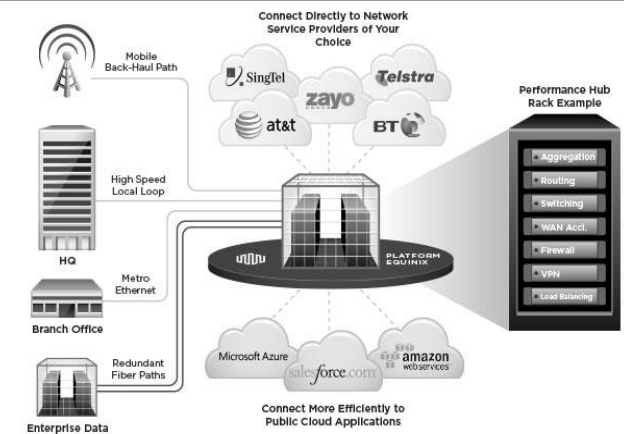 Connect Directly to Network
Service Providers of Your
Choice
Mobile
Back-Haul Path
SingTel
zayo
GROUP
Telstra
at&t
BT
Performance Hub
Rack Example
Aggregation
Routing
Switching
WAN Accl.
Firewall
VPN
Load Balancing
High Speed
Local Loop
HQ
PLATFORM
EQUINIX
Metro
Ethernet
Branch Office
Redundant
Fiber Paths
Enterprise Data
Microsoft Azure
salesforce.com
amazon
web services
Connect More Efficiently to
Public Cloud Applications